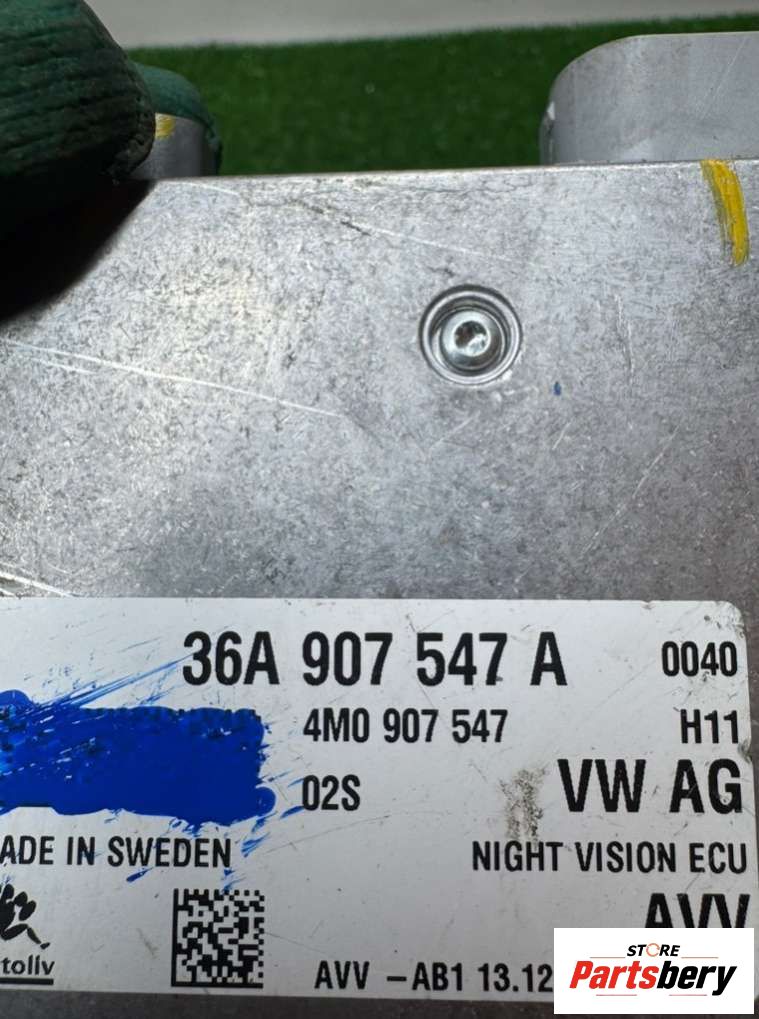 36A 907 547 A 0040
4M0 907 547 H11
02S VW AG
ADE IN SWEDEN NIGHT VISION ECU
AVV
tollv
AVV – AB1 13.12
STORE
Partsbery